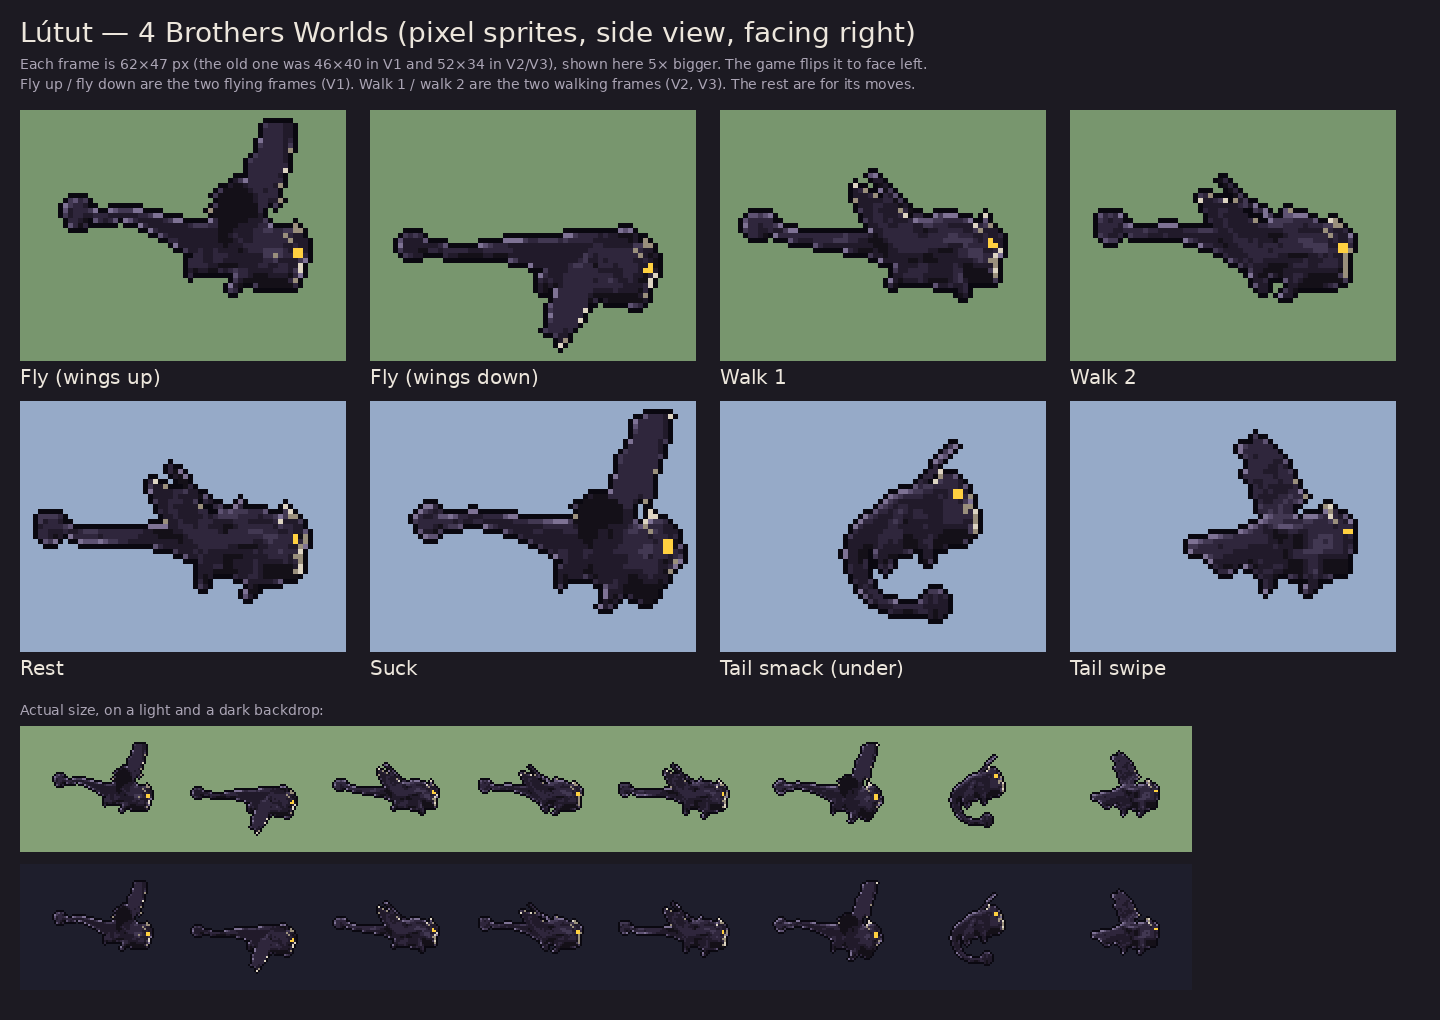 Lútut — 4 Brothers Worlds (pixel sprites, side view, facing right)
Each frame is 62×47 px (the old one was 46×40 in V1 and 52×34 in V2/V3), shown here 5× bigger. The game flips it to face left.
Fly up / fly down are the two flying frames (V1). Walk 1 / walk 2 are the two walking frames (V2, V3). The rest are for its moves.
Fly (wings up)
Fly (wings down)
Walk 1
Walk 2
Rest
Suck
Tail smack (under)
Tail swipe
Actual size, on a light and a dark backdrop: